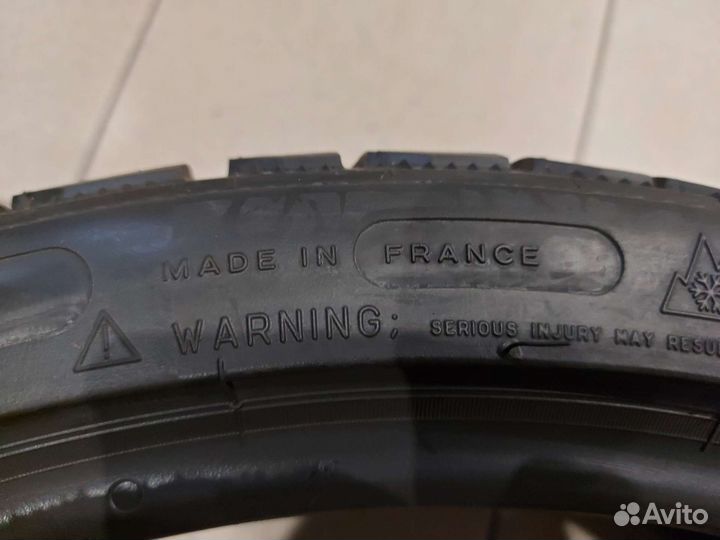 MADE IN FRANCE
WARNING; SERIOUS INJURY MAY
Avito